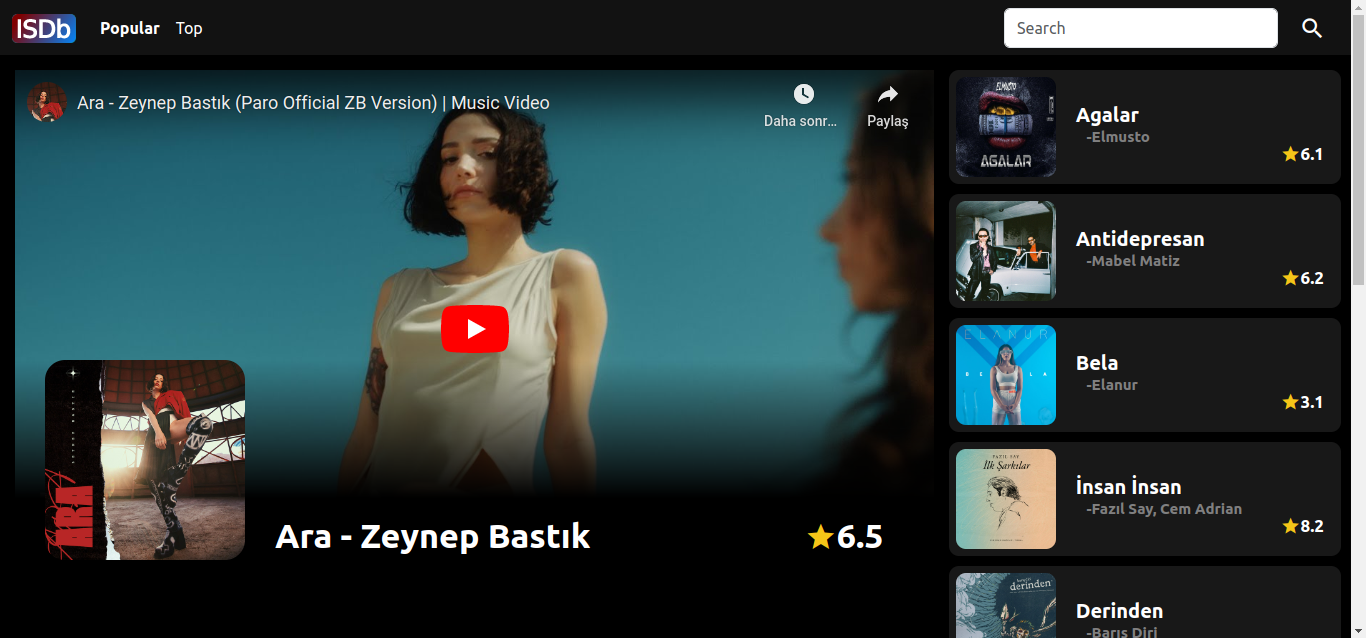 ISDb
Popular
Top
Search
Ara - Zeynep Bastık (Paro Official ZB Version) | Music Video
Daha sonr...
Paylaş
ARA
Ara - Zeynep Bastık
6.5
ELMUSTO
AGALAR
Agalar
-Elmusto
6.1
Antidepresan
-Mabel Matiz
6.2
ELANUR
BELA
Bela
-Elanur
3.1
FAZIL SAY
İlk Şarkılar
İnsan İnsan
-Fazıl Say, Cem Adrian
8.2
derinden
Derinden
-Barış Diri